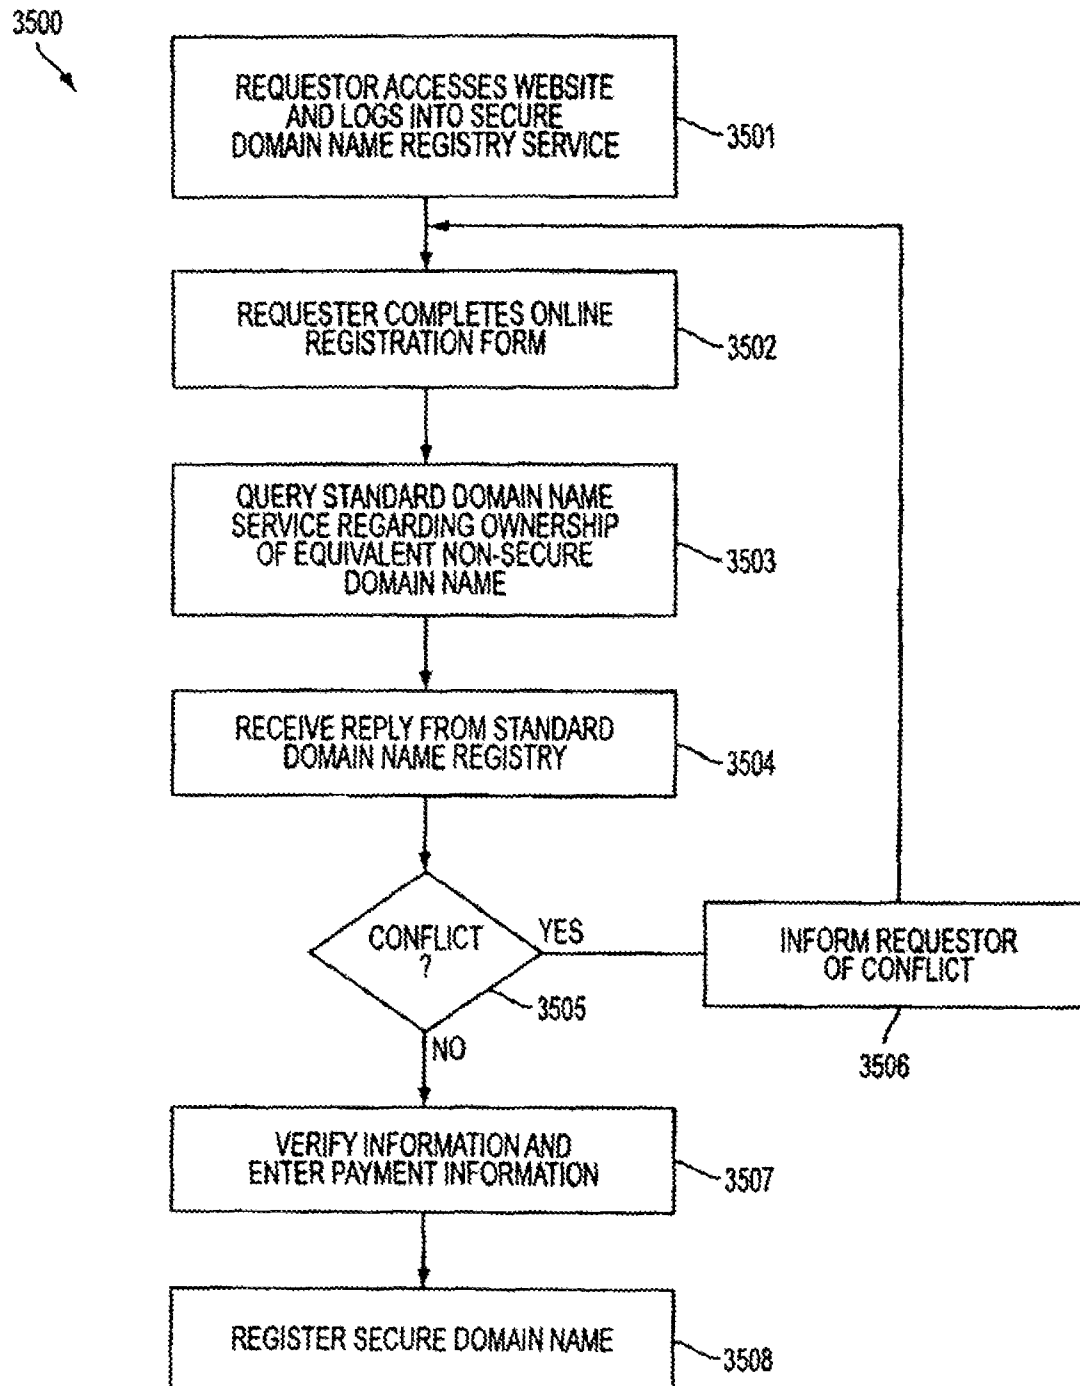 3500
REQUESTOR ACCESSES WEBSITE
AND LOGS INTO SECURE
DOMAIN NAME REGISTRY SERVICE
3501
REQUESTER COMPLETES ONLINE
REGISTRATION FORM
3502
QUERY STANDARD DOMAIN NAME
SERVICE REGARDING OWNERSHIP
OF EQUIVALENT NON-SECURE
DOMAIN NAME
3503
RECEIVE REPLY FROM STANDARD
DOMAIN NAME REGISTRY
3504
CONFLICT
?
YES
3505
NO
INFORM REQUESTOR
OF CONFLICT
3506
VERIFY INFORMATION AND
ENTER PAYMENT INFORMATION
3507
REGISTER SECURE DOMAIN NAME
3508